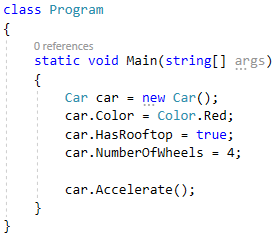 class Program
{
0 references
static void Main(string[] args)
{
Car car = new Car();
car.Color = Color.Red;
car.HasRooftop = true;
car.NumberOfWheels = 4;
car.Accelerate();
}
}